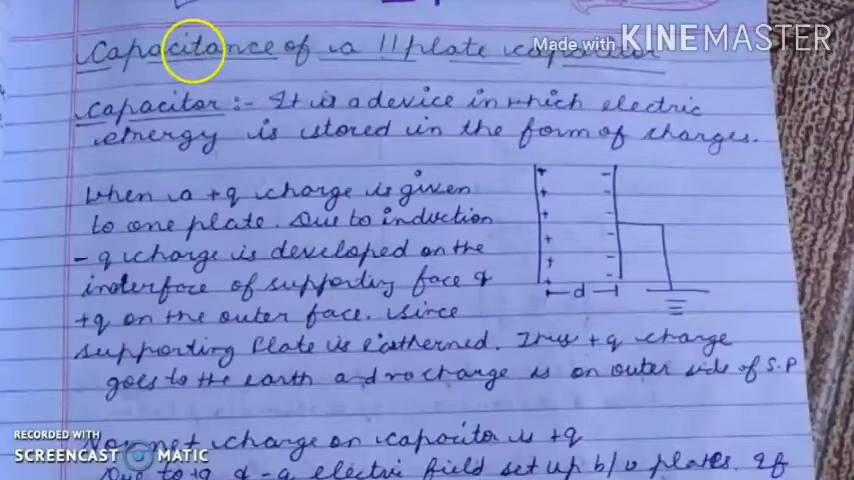 Capacitance of a || plate capacitor
Made with KINEMASTER
Capacitor :- It is a device in which electric
energy is stored in the form of charges.
When a +q charge is given
to one plate. Due to induction
-q charge is developed on the
interface of supporting face &
+q on the outer face. Since
supporting Plate is earthened. Thus +q charge
goes to the earth and no charge is on outer side of S.P
d
Now net charge on capacitor is +q
Due to +q & -q electric field set up b/w plates. If
RECORDED WITH
SCREENCAST MATIC